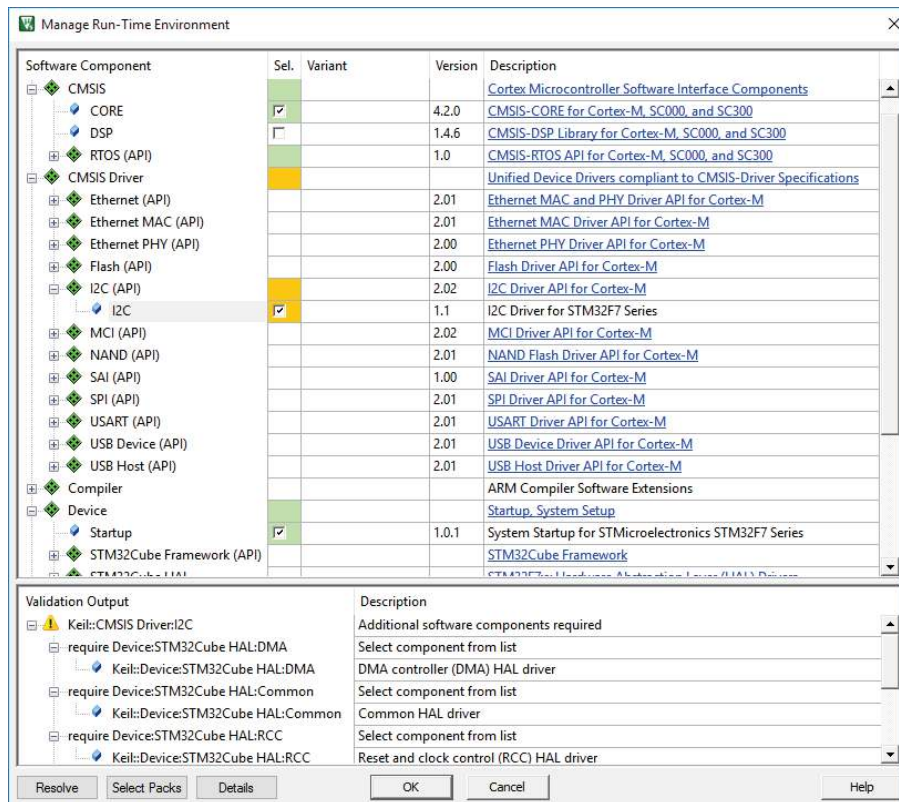 Manage Run-Time Environment
Software Component Sel. Variant Version Description
CMSIS Cortex Microcontroller Software Interface Components
CORE 4.2.0 CMSIS-CORE for Cortex-M, SC000, and SC300
DSP 1.4.6 CMSIS-DSP Library for Cortex-M, SC000, and SC300
RTOS (API) 1.0 CMSIS-RTOS API for Cortex-M, SC000, and SC300
CMSIS Driver Unified Device Drivers compliant to CMSIS-Driver Specifications
Ethernet (API) 2.01 Ethernet MAC and PHY Driver API for Cortex-M
Ethernet MAC (API) 2.01 Ethernet MAC Driver API for Cortex-M
Ethernet PHY (API) 2.00 Ethernet PHY Driver API for Cortex-M
Flash (API) 2.00 Flash Driver API for Cortex-M
I2C (API) 2.02 I2C Driver API for Cortex-M
I2C 1.1 I2C Driver for STM32F7 Series
MCI (API) 2.02 MCI Driver API for Cortex-M
NAND (API) 2.01 NAND Flash Driver API for Cortex-M
SAI (API) 1.00 SAI Driver API for Cortex-M
SPI (API) 2.01 SPI Driver API for Cortex-M
USART (API) 2.01 USART Driver API for Cortex-M
USB Device (API) 2.01 USB Device Driver API for Cortex-M
USB Host (API) 2.01 USB Host Driver API for Cortex-M
Compiler ARM Compiler Software Extensions
Device Startup, System Setup
Startup 1.0.1 System Startup for STMicroelectronics STM32F7 Series
STM32Cube Framework (API) STM32Cube Framework
STM32Cube HAL Hardware Abstraction Layer (HAL) Drivers
Validation Output Description
Keil::CMSIS Driver:I2C Additional software components required
require Device:STM32Cube HAL:DMA Select component from list
Keil::Device:STM32Cube HAL:DMA DMA controller (DMA) HAL driver
require Device:STM32Cube HAL:Common Select component from list
Keil::Device:STM32Cube HAL:Common Common HAL driver
require Device:STM32Cube HAL:RCC Select component from list
Keil::Device:STM32Cube HAL:RCC Reset and clock control (RCC) HAL driver
Resolve Select Packs Details OK Cancel Help